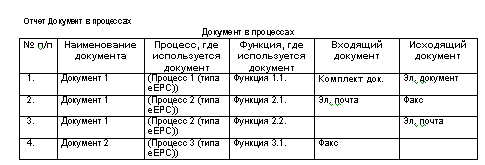 Отчет Документ в процессах
Документ в процессах
№ п/п Наименование документа Процесс, где используется документ Функция, где используется документ Входящий документ Исходящий документ
1. Документ 1 (Процесс 1 (типа eEPC)) Функция 1.1. Комплект док. Эл. документ
2. Документ 1 (Процесс 2 (типа eEPC)) Функция 2.1. Эл. почта Факс
3. Документ 1 (Процесс 2 (типа eEPC)) Функция 2.2. Эл. почта
4. Документ 2 (Процесс 3 (типа eEPC)) Функция 3.1. Факс